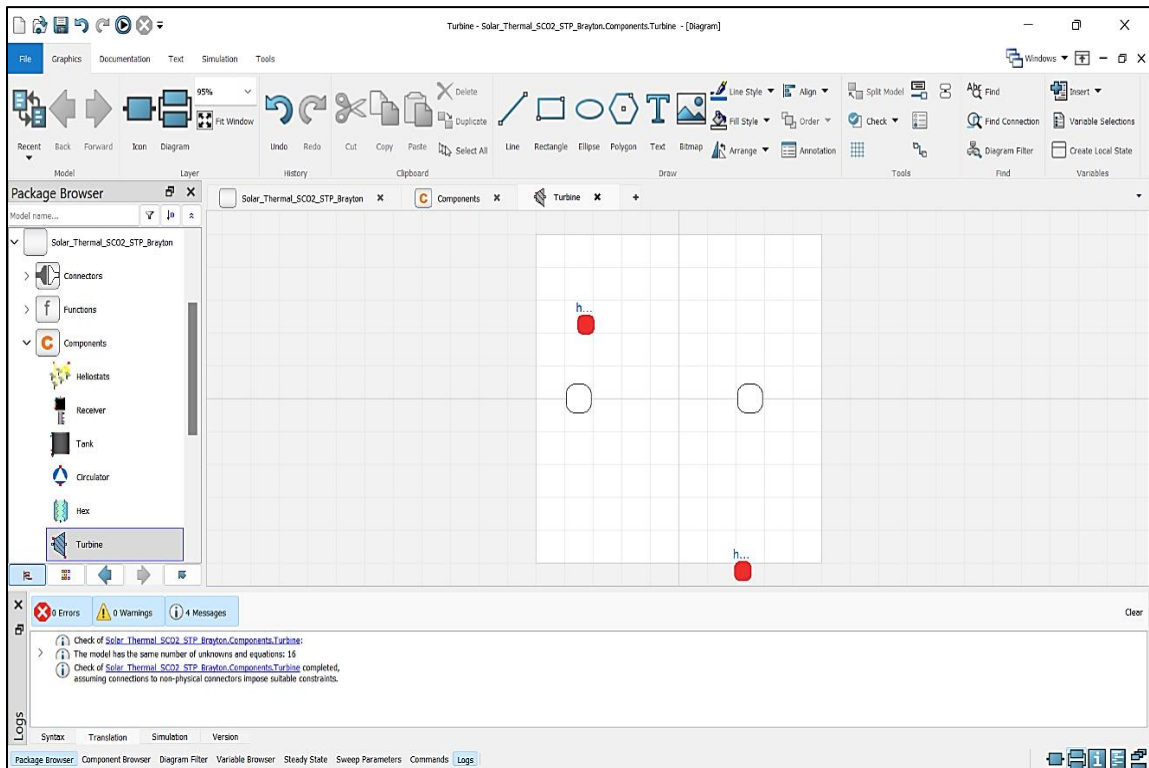 Turbine - Solar_Thermal_SCO2_STP_Brayton.Components.Turbine - [Diagram]
File Graphics Documentation Text Simulation Tools Windows
95%
Fit Window
Recent Back Forward Icon Diagram Undo Redo Cut Copy Paste
Delete
Duplicate
Select All
Line Rectangle Ellipse Polygon Text Bitmap
Line Style Align
Fill Style Order
Arrange Annotation
Split Model
Check
Abc Find
Find Connection
Diagram Filter
Insert
Variable Selections
Create Local State
Model Layer History Clipboard Draw Tools Find Variables
Package Browser
Model name...
Solar_Thermal_SCO2_STP_Brayton
Connectors
f Functions
C Components
Heliostats
Receiver
Tank
Circulator
Hex
Turbine
Solar_Thermal_SCO2_STP_Brayton C Components Turbine +
h...
h...
0 Errors 0 Warnings 4 Messages Clear
Check of Solar_Thermal_SCO2_STP_Brayton.Components.Turbine:
The model has the same number of unknowns and equations: 16
Check of Solar_Thermal_SCO2_STP_Brayton.Components.Turbine completed,
assuming connections to non-physical connectors impose suitable constraints.
Logs
Syntax Translation Simulation Version
Package Browser Component Browser Diagram Filter Variable Browser Steady State Sweep Parameters Commands Logs